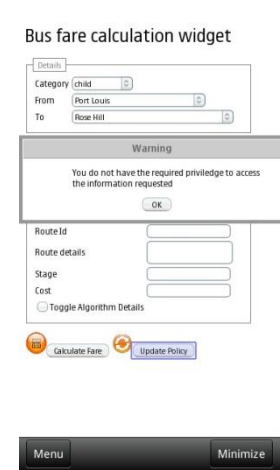 Bus fare calculation widget
Details
Category child
From Port Louis
To Rose Hill
Warning
You do not have the required priviledge to access
the information requested
OK
Route Id
Route details
Stage
Cost
Toggle Algorithm Details
Calculate Fare Update Policy
Menu Minimize